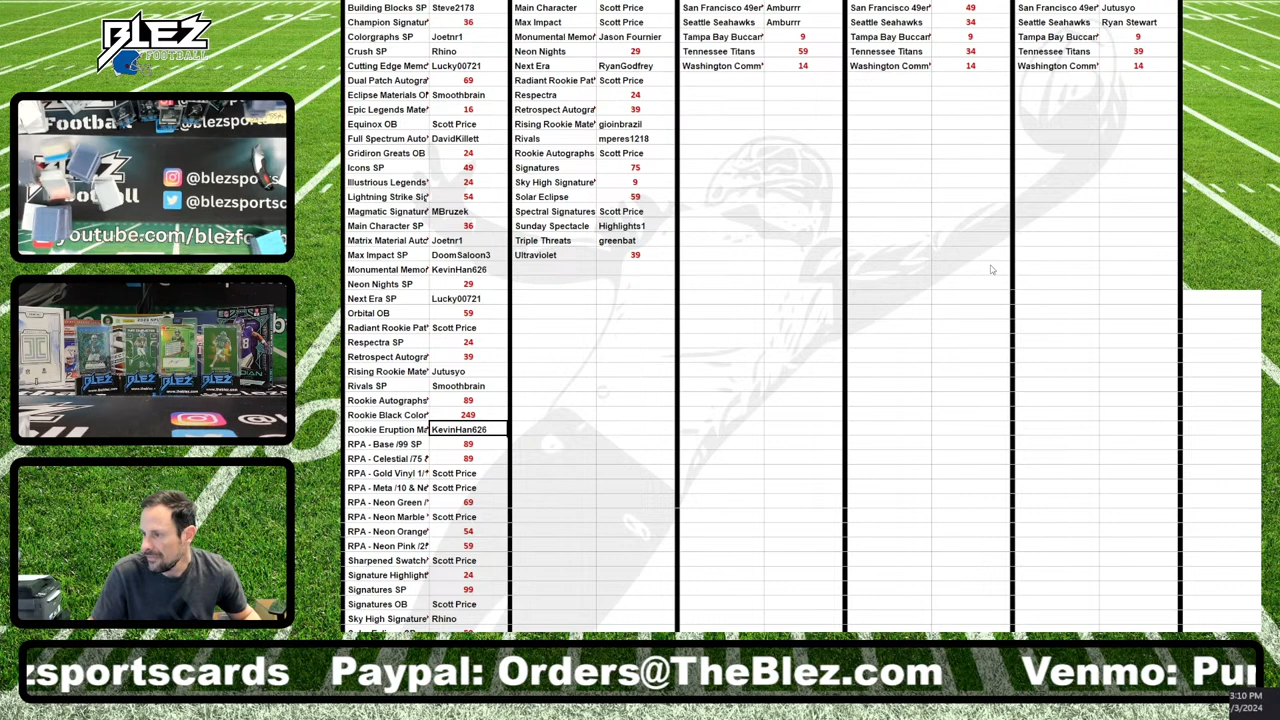 BLEZ
FOOTBALL
Football
@blezsports
@blezsportsc
youtube.com/blezfo
BLEZ
BLEZ
BLEZ
BLEZ
Building Blocks SP Steve2178
Champion Signatur 36
Colorgraphs SP Joetnr1
Crush SP Rhino
Cutting Edge Memo Lucky00721
Dual Patch Autogra 69
Eclipse Materials O Smoothbrain
Epic Legends Mate 16
Equinox OB Scott Price
Full Spectrum Auto DavidKillett
Gridiron Greats OB 24
Icons SP 49
Illustrious Legends 24
Lightning Strike Sig 54
Magmatic Signatur MBruzek
Main Character SP 36
Matrix Material Auto Joetnr1
Max Impact SP DoomSaloon3
Monumental Memo KevinHan626
Neon Nights SP 29
Next Era SP Lucky00721
Orbital OB 59
Radiant Rookie Pat Scott Price
Respectra SP 24
Retrospect Autogra 39
Rising Rookie Mate Jutusyo
Rivals SP Smoothbrain
Rookie Autographs 89
Rookie Black Color 249
Rookie Eruption Ma KevinHan626
RPA - Base /99 SP 89
RPA - Celestial /75 & 89
RPA - Gold Vinyl 1/ Scott Price
RPA - Meta /10 & Ne Scott Price
RPA - Neon Green / 69
RPA - Neon Marble Scott Price
RPA - Neon Orange 54
RPA - Neon Pink /2 59
Sharpened Swatch Scott Price
Signature Highlight 24
Signatures SP 99
Signatures OB Scott Price
Sky High Signature Rhino
Main Character Scott Price
Max Impact Scott Price
Monumental Memo Jason Fournier
Neon Nights 29
Next Era RyanGodfrey
Radiant Rookie Pat Scott Price
Respectra 24
Retrospect Autogra 39
Rising Rookie Mate gioinbrazil
Rivals mperes1218
Rookie Autographs Scott Price
Signatures 75
Sky High Signature 9
Solar Eclipse 59
Spectral Signatures Scott Price
Sunday Spectacle Highlights1
Triple Threats greenbat
Ultraviolet 39
San Francisco 49er Amburrr
Seattle Seahawks Amburrr
Tampa Bay Buccar 9
Tennessee Titans 59
Washington Comm 14
San Francisco 49er 49
Seattle Seahawks 34
Tampa Bay Buccar 9
Tennessee Titans 34
Washington Comm 14
San Francisco 49er Jutusyo
Seattle Seahawks Ryan Stewart
Tampa Bay Buccar 9
Tennessee Titans 39
Washington Comm 14
zsportscards Paypal: Orders@TheBlez.com Venmo: Pur
3:10 PM
/3/2024